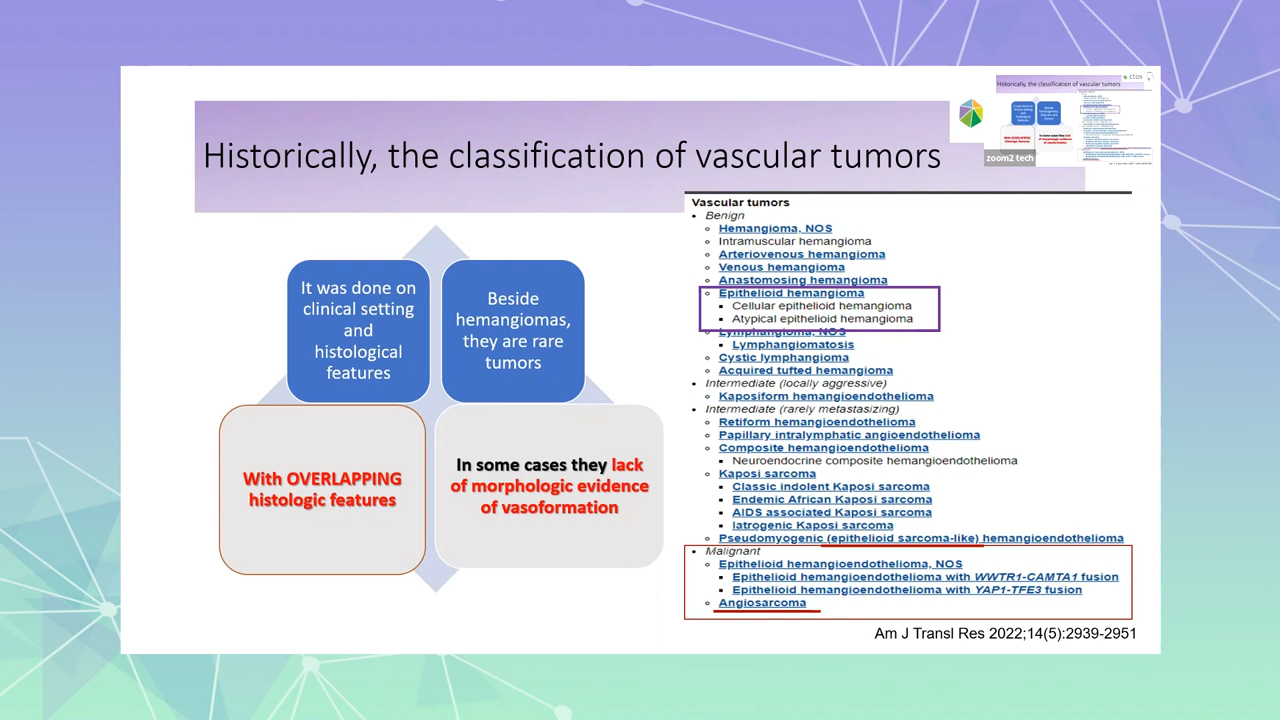 Historically, the classification of vascular tumors
It was done on
clinical setting
and
histological
features
Beside
hemangiomas,
they are rare
tumors
With OVERLAPPING
histologic features
In some cases they lack
of morphologic evidence
of vasoformation
Vascular tumors
• Benign
Hemangioma, NOS
Intramuscular hemangioma
Arteriovenous hemangioma
Venous hemangioma
Anastomosing hemangioma
Epithelioid hemangioma
Cellular epithelioid hemangioma
Atypical epithelioid hemangioma
Lymphangioma, NOS
Lymphangiomatosis
Cystic lymphangioma
Acquired tufted hemangioma
• Intermediate (locally aggressive)
Kaposiform hemangioendothelioma
• Intermediate (rarely metastasizing)
Retiform hemangioendothelioma
Papillary intralymphatic angioendothelioma
Composite hemangioendothelioma
Neuroendocrine composite hemangioendothelioma
Kaposi sarcoma
Classic indolent Kaposi sarcoma
Endemic African Kaposi sarcoma
AIDS associated Kaposi sarcoma
Iatrogenic Kaposi sarcoma
Pseudomyogenic (epithelioid sarcoma-like) hemangioendothelioma
• Malignant
Epithelioid hemangioendothelioma, NOS
Epithelioid hemangioendothelioma with WWTR1-CAMTA1 fusion
Epithelioid hemangioendothelioma with YAP1-TFE3 fusion
Angiosarcoma
Am J Transl Res 2022;14(5):2939-2951
ctos
Historically, the classification of vascular tumors
zoom2 tech